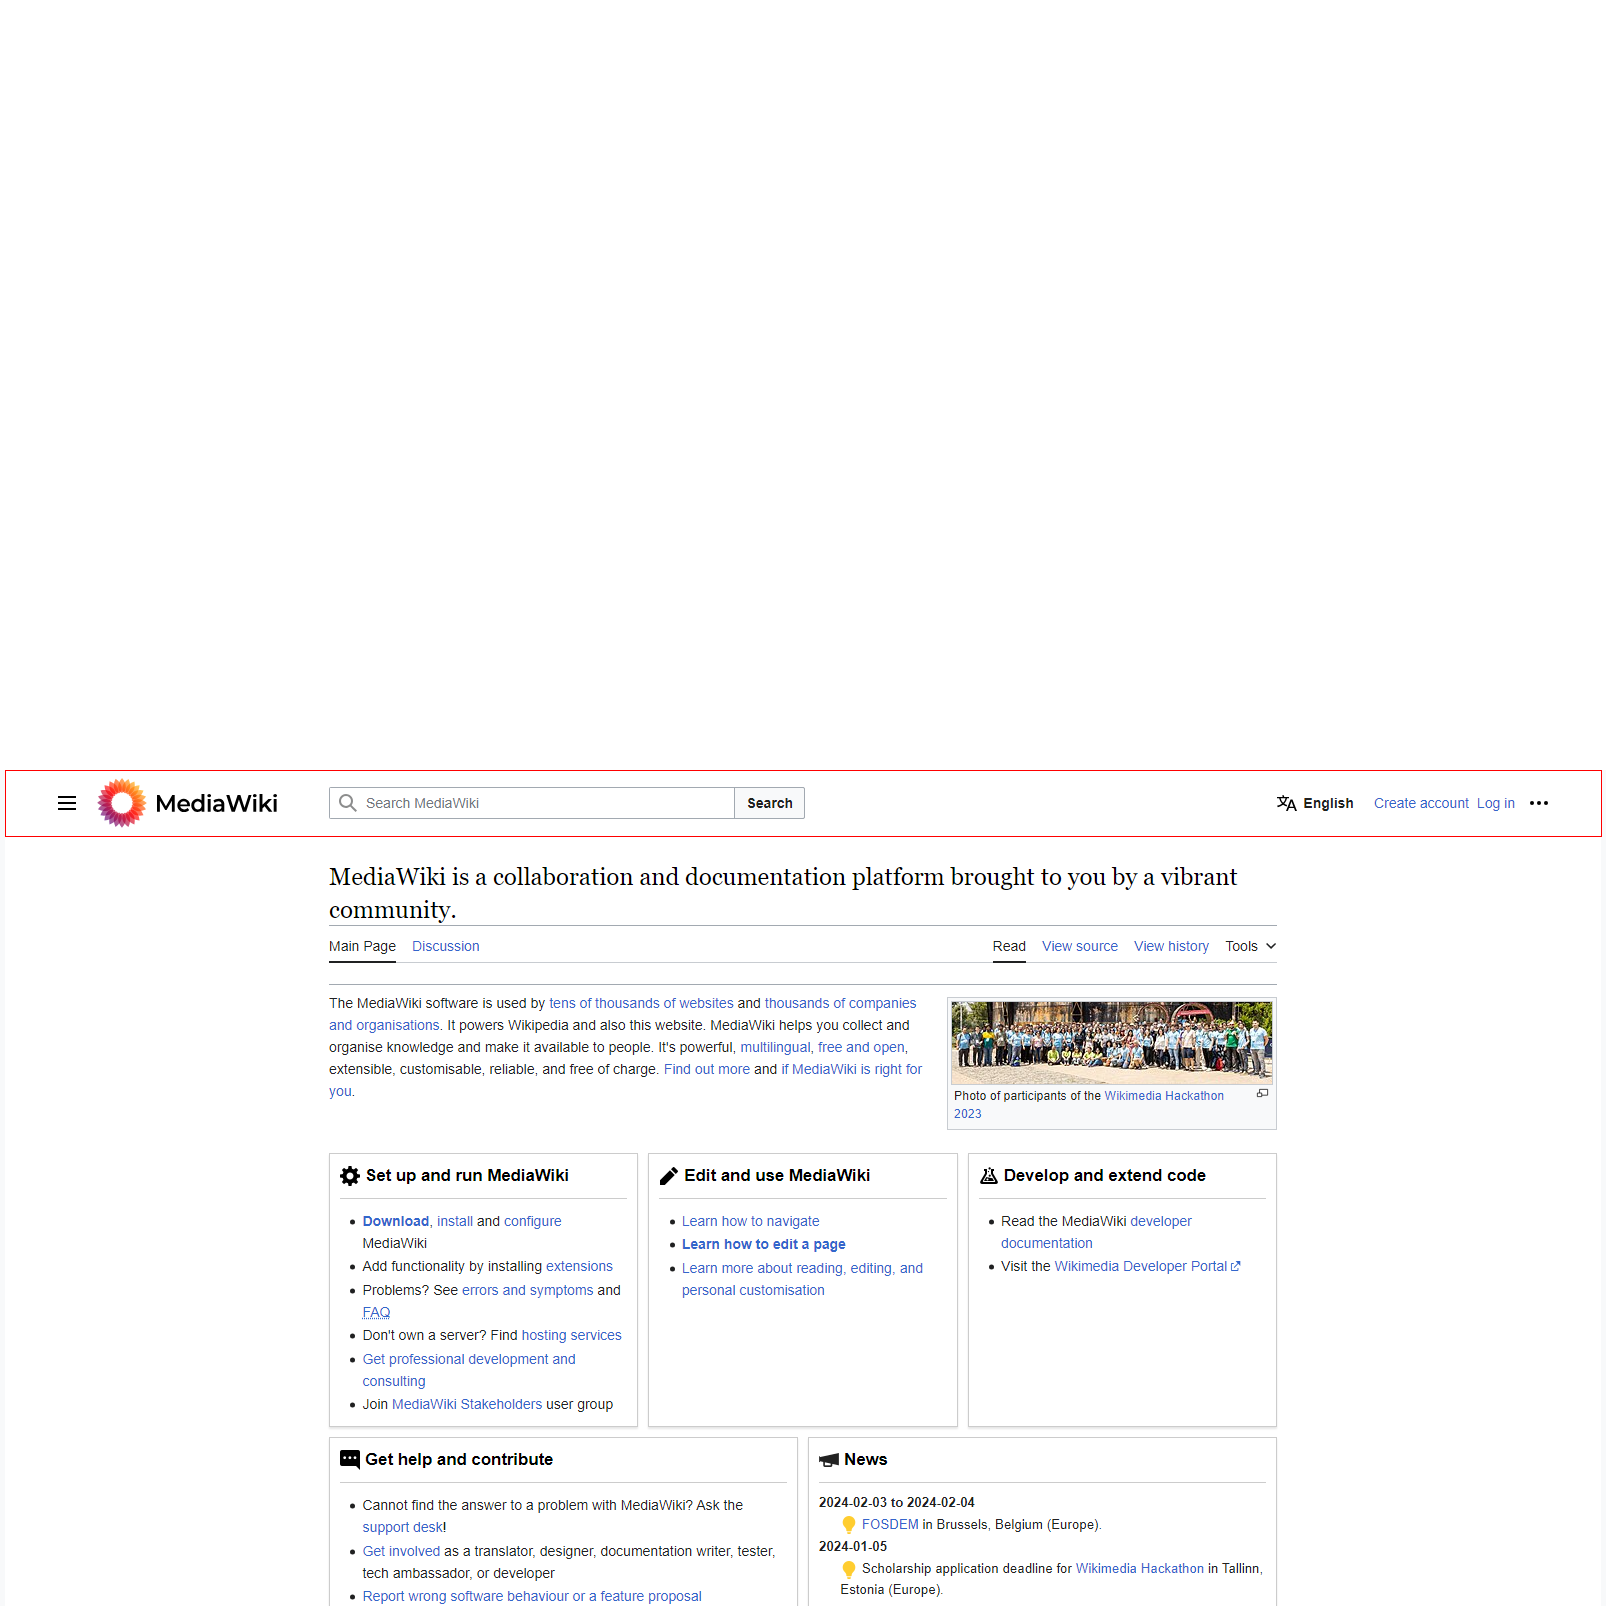 MediaWiki
Search MediaWiki
Search
English
Create account
Log in
MediaWiki is a collaboration and documentation platform brought to you by a vibrant
community.
Main Page
Discussion
Read
View source
View history
Tools
The MediaWiki software is used by tens of thousands of websites and thousands of companies
and organisations. It powers Wikipedia and also this website. MediaWiki helps you collect and
organise knowledge and make it available to people. It's powerful, multilingual, free and open,
extensible, customisable, reliable, and free of charge. Find out more and if MediaWiki is right for
you.
Photo of participants of the Wikimedia Hackathon
2023
Set up and run MediaWiki
Download, install and configure
MediaWiki
Add functionality by installing extensions
Problems? See errors and symptoms and
FAQ
Don't own a server? Find hosting services
Get professional development and
consulting
Join MediaWiki Stakeholders user group
Edit and use MediaWiki
Learn how to navigate
Learn how to edit a page
Learn more about reading, editing, and
personal customisation
Develop and extend code
Read the MediaWiki developer
documentation
Visit the Wikimedia Developer Portal
Get help and contribute
Cannot find the answer to a problem with MediaWiki? Ask the
support desk!
Get involved as a translator, designer, documentation writer, tester,
tech ambassador, or developer
Report wrong software behaviour or a feature proposal
News
2024-02-03 to 2024-02-04
FOSDEM in Brussels, Belgium (Europe).
2024-01-05
Scholarship application deadline for Wikimedia Hackathon in Tallinn,
Estonia (Europe).